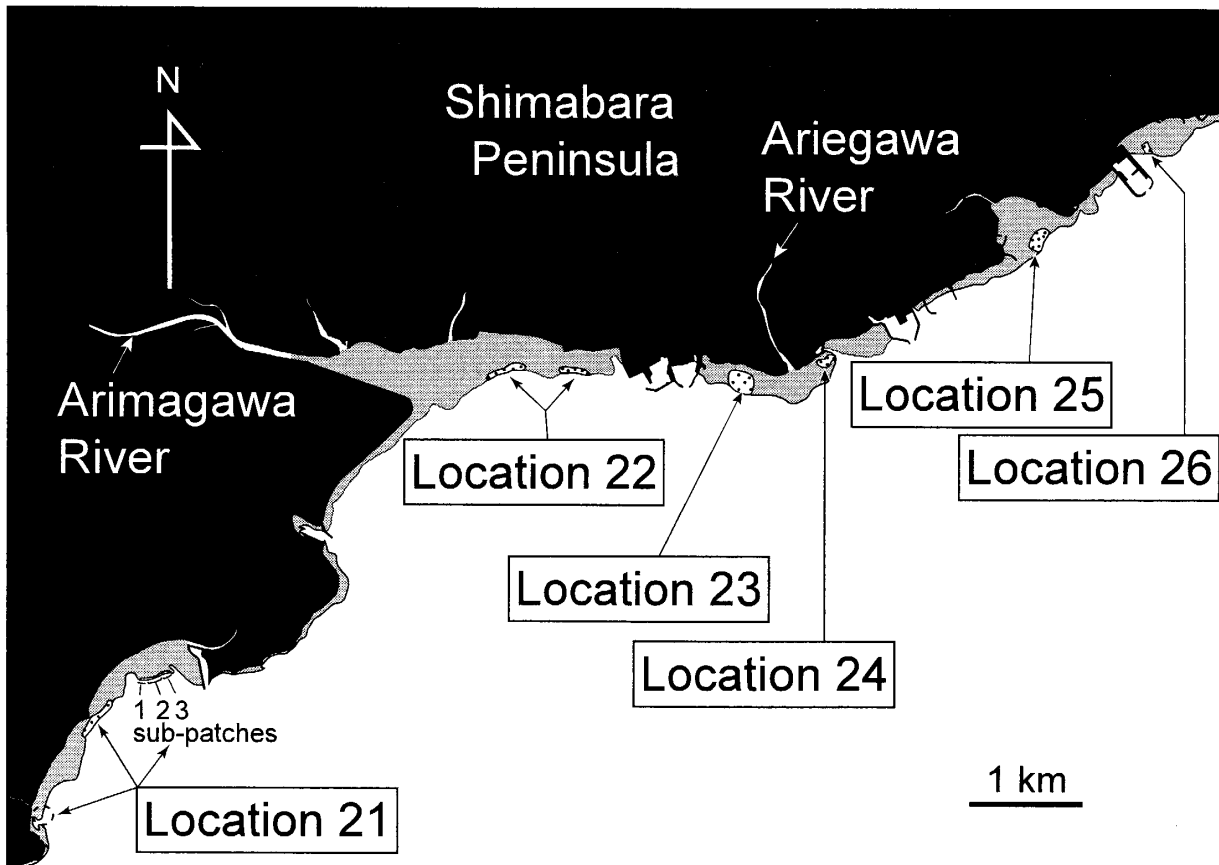 N
Shimabara
Peninsula
Ariegawa
River
Arimagawa
River
Location 25
Location 22
Location 26
Location 23
Location 24
1 2 3
sub-patches
1 km
Location 21